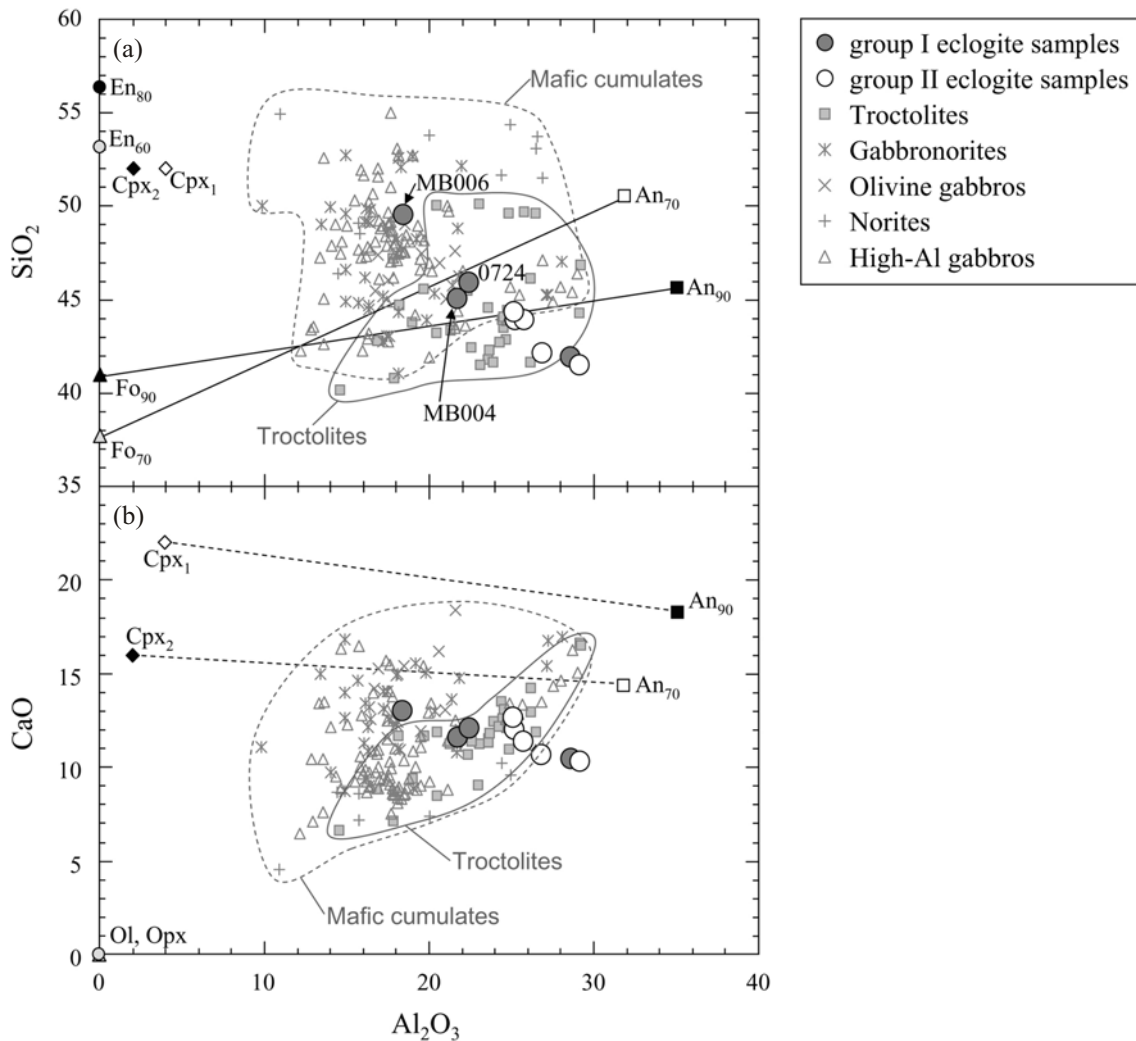 60
(a)
Mafic cumulates
En80
55
En60
Cpx2
Cpx1
MB006
An70
50
SiO2
0724
An90
45
40
Fo90
MB004
Fo70
Troctolites
35
(b)
Cpx1
20
An90
Cpx2
15
An70
CaO
10
Troctolites
5
Mafic cumulates
Ol, Opx
0
0 10 20 30 40
Al2O3
group I eclogite samples
group II eclogite samples
Troctolites
Gabbronorites
Olivine gabbros
Norites
High-Al gabbros